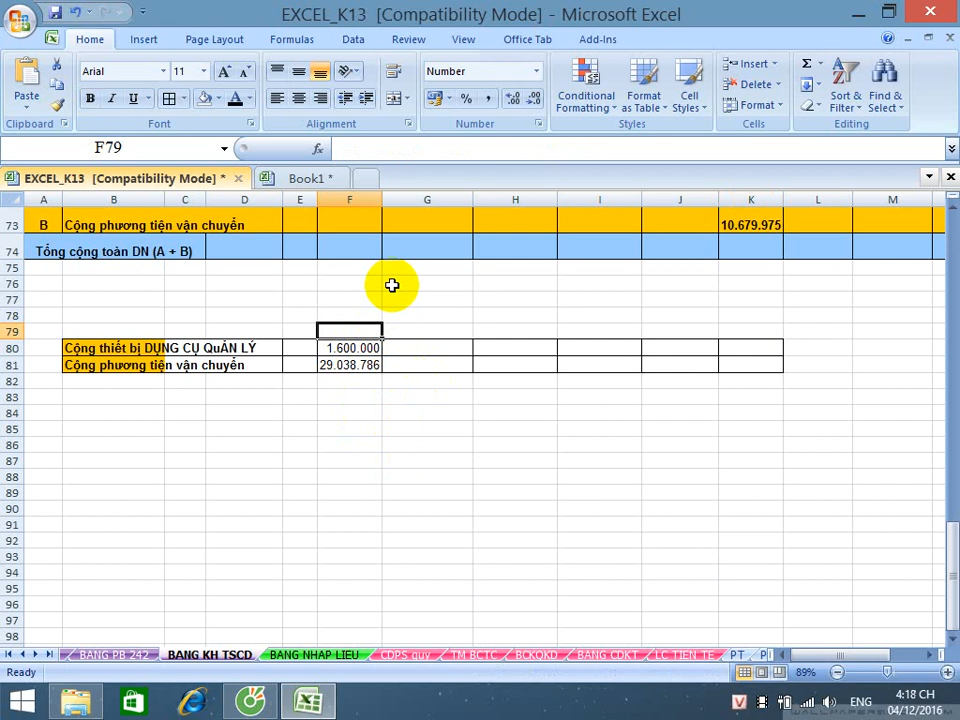 EXCEL_K13 [Compatibility Mode] - Microsoft Excel
Home Insert Page Layout Formulas Data Review View Office Tab Add-Ins
Paste Arial 11 Number Conditional Formatting Format as Table Cell Styles Insert Delete Format Sort & Filter Find & Select
B I U
Clipboard Font Alignment Number Styles Cells Editing
F79 fx
EXCEL_K13 [Compatibility Mode] * Book1 *
A B C D E F G H I J K L M
73 B Cộng phương tiện vận chuyển 10.679.975
74 Tổng cộng toàn DN (A + B)
75
76
77
78
79
80 Cộng thiết bị DỤNG CỤ QuẢN LÝ 1.600.000
81 Cộng phương tiện vận chuyển 29.038.786
82
83
84
85
86
87
88
89
90
91
92
93
94
95
96
97
98
BANG PB 242 BANG KH TSCD BANG NHAP LIEU CDPS quy TM BCTC BCKQKD BANG CDKT LC TIEN TE PT
Ready 89%
ENG 4:18 CH
04/12/2016